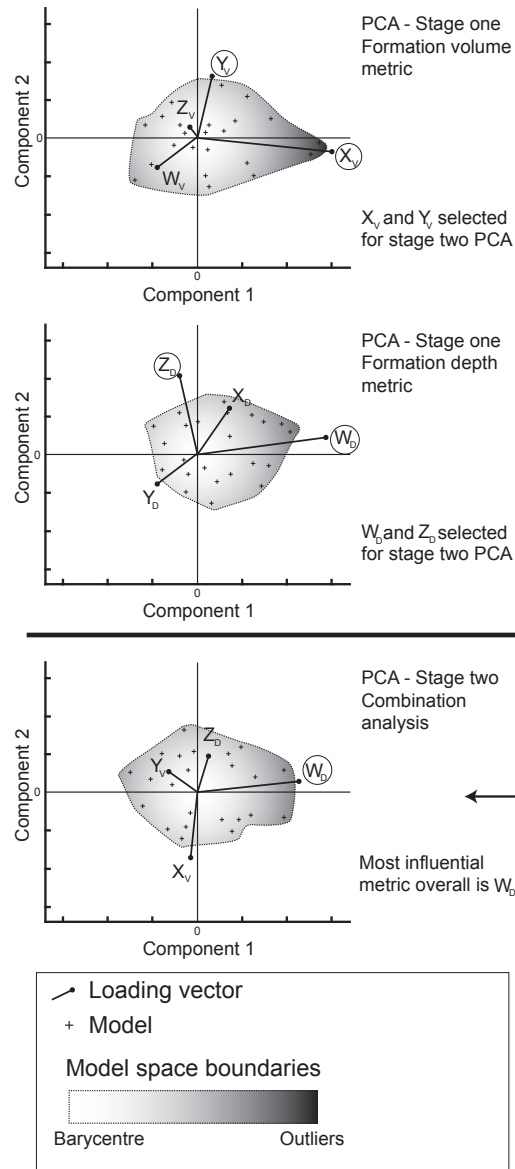 PCA - Stage one
Formation volume
metric
Component 2
0
Y_V
Z_V
W_V
X_V
X_V and Y_V selected
for stage two PCA
0
Component 1
PCA - Stage one
Formation depth
metric
Component 2
0
Z_D
X_D
W_D
Y_D
W_D and Z_D selected
for stage two PCA
0
Component 1
PCA - Stage two
Combination
analysis
Component 2
0
Z_D
Y_V
W_D
X_V
Most influential
metric overall is W_D
0
Component 1
Loading vector
Model
Model space boundaries
Barycentre Outliers